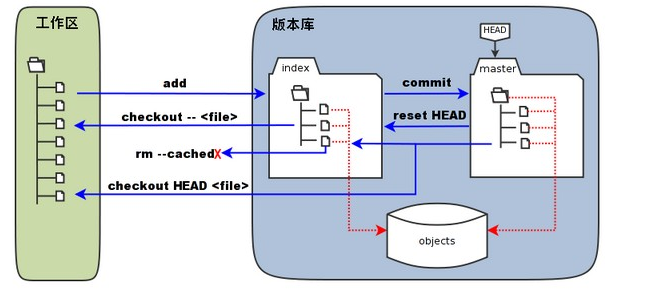 工作区
版本库
HEAD
index
master
add
commit
checkout -- <file>
reset HEAD
rm --cachedX
checkout HEAD <file>
objects